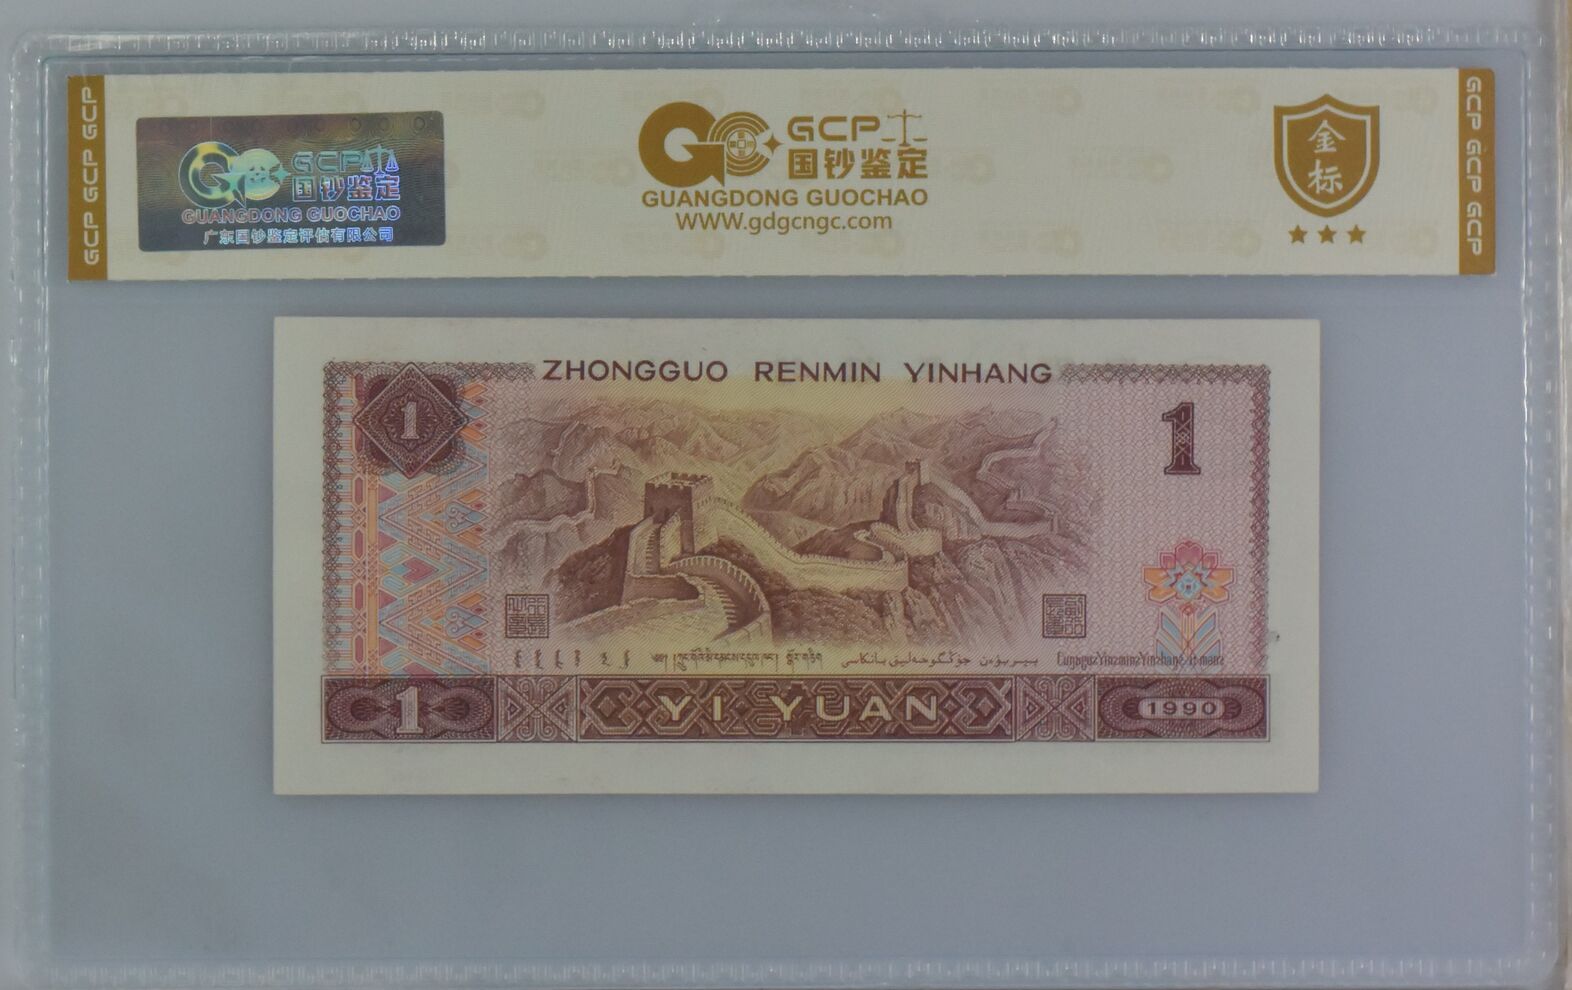 GCP GCP GCP
GCP
国钞鉴定
GUANGDONG GUOCHAO
广东国钞鉴定评估有限公司
GCP
国钞鉴定
GUANGDONG GUOCHAO
WWW.gdgcngc.com
金标
GCP GCP GCP
ZHONGGUO RENMIN YINHANG
1
1
1
YI YUAN
1990